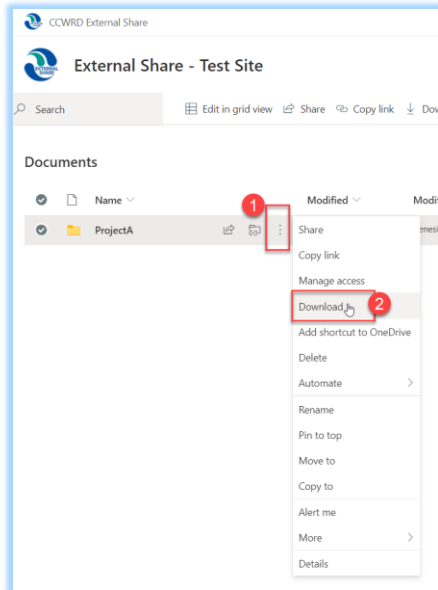 CCWRD External Share
EXTERNAL SHARE
External Share - Test Site
Search
Edit in grid view Share Copy link
Documents
1
Name Modified
ProjectA
Share
Copy link
Manage access
Download 2
Add shortcut to OneDrive
Delete
Automate
Rename
Pin to top
Move to
Copy to
Alert me
More
Details